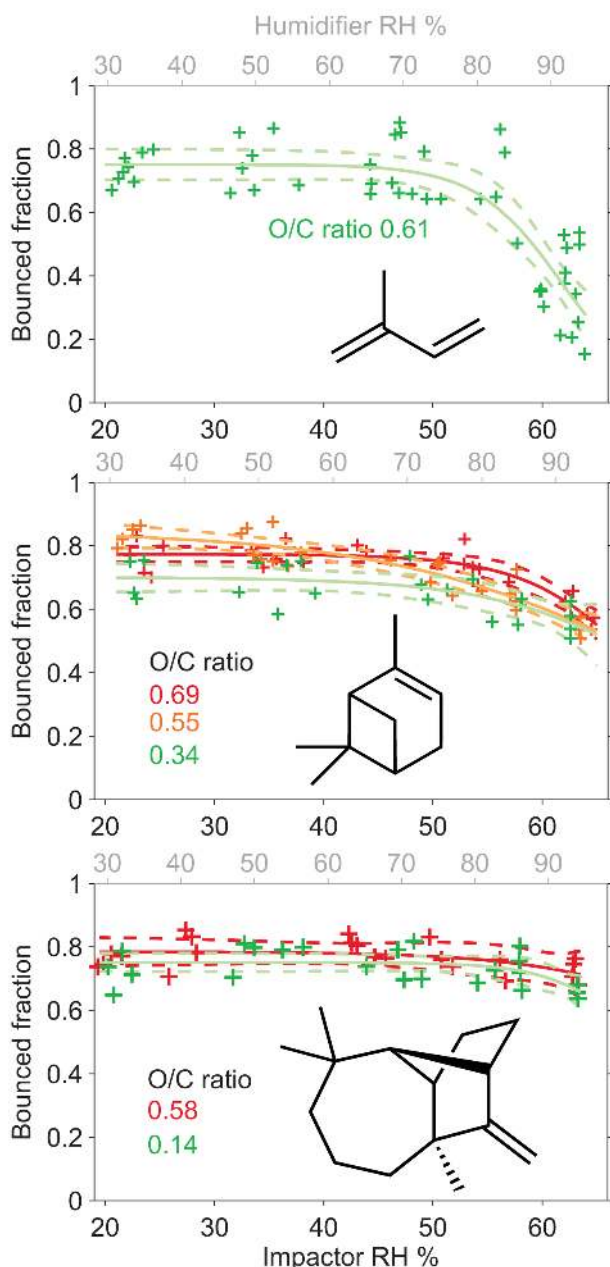 Humidifier RH %
30 40 50 60 70 80 90
1
0.8
0.6
0.4
0.2
0
Bounced fraction
O/C ratio 0.61
20 30 40 50 60
30 40 50 60 70 80 90
1
0.8
0.6
0.4
0.2
0
Bounced fraction
O/C ratio
0.69
0.55
0.34
20 30 40 50 60
30 40 50 60 70 80 90
1
0.8
0.6
0.4
0.2
0
Bounced fraction
O/C ratio
0.58
0.14
20 30 40 50 60
Impactor RH %